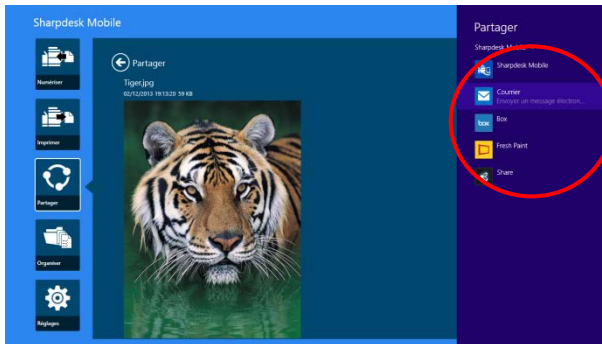 Sharpdesk Mobile
Numériser
Imprimer
Partager
Organiser
Réglages
Partager
Tiger.jpg
02/12/2013 19:13:20 59 KB
Partager
Sharpdesk Mobile
Sharpdesk Mobile
Courrier
Envoyer un message électron...
box
Box
Fresh Paint
Share